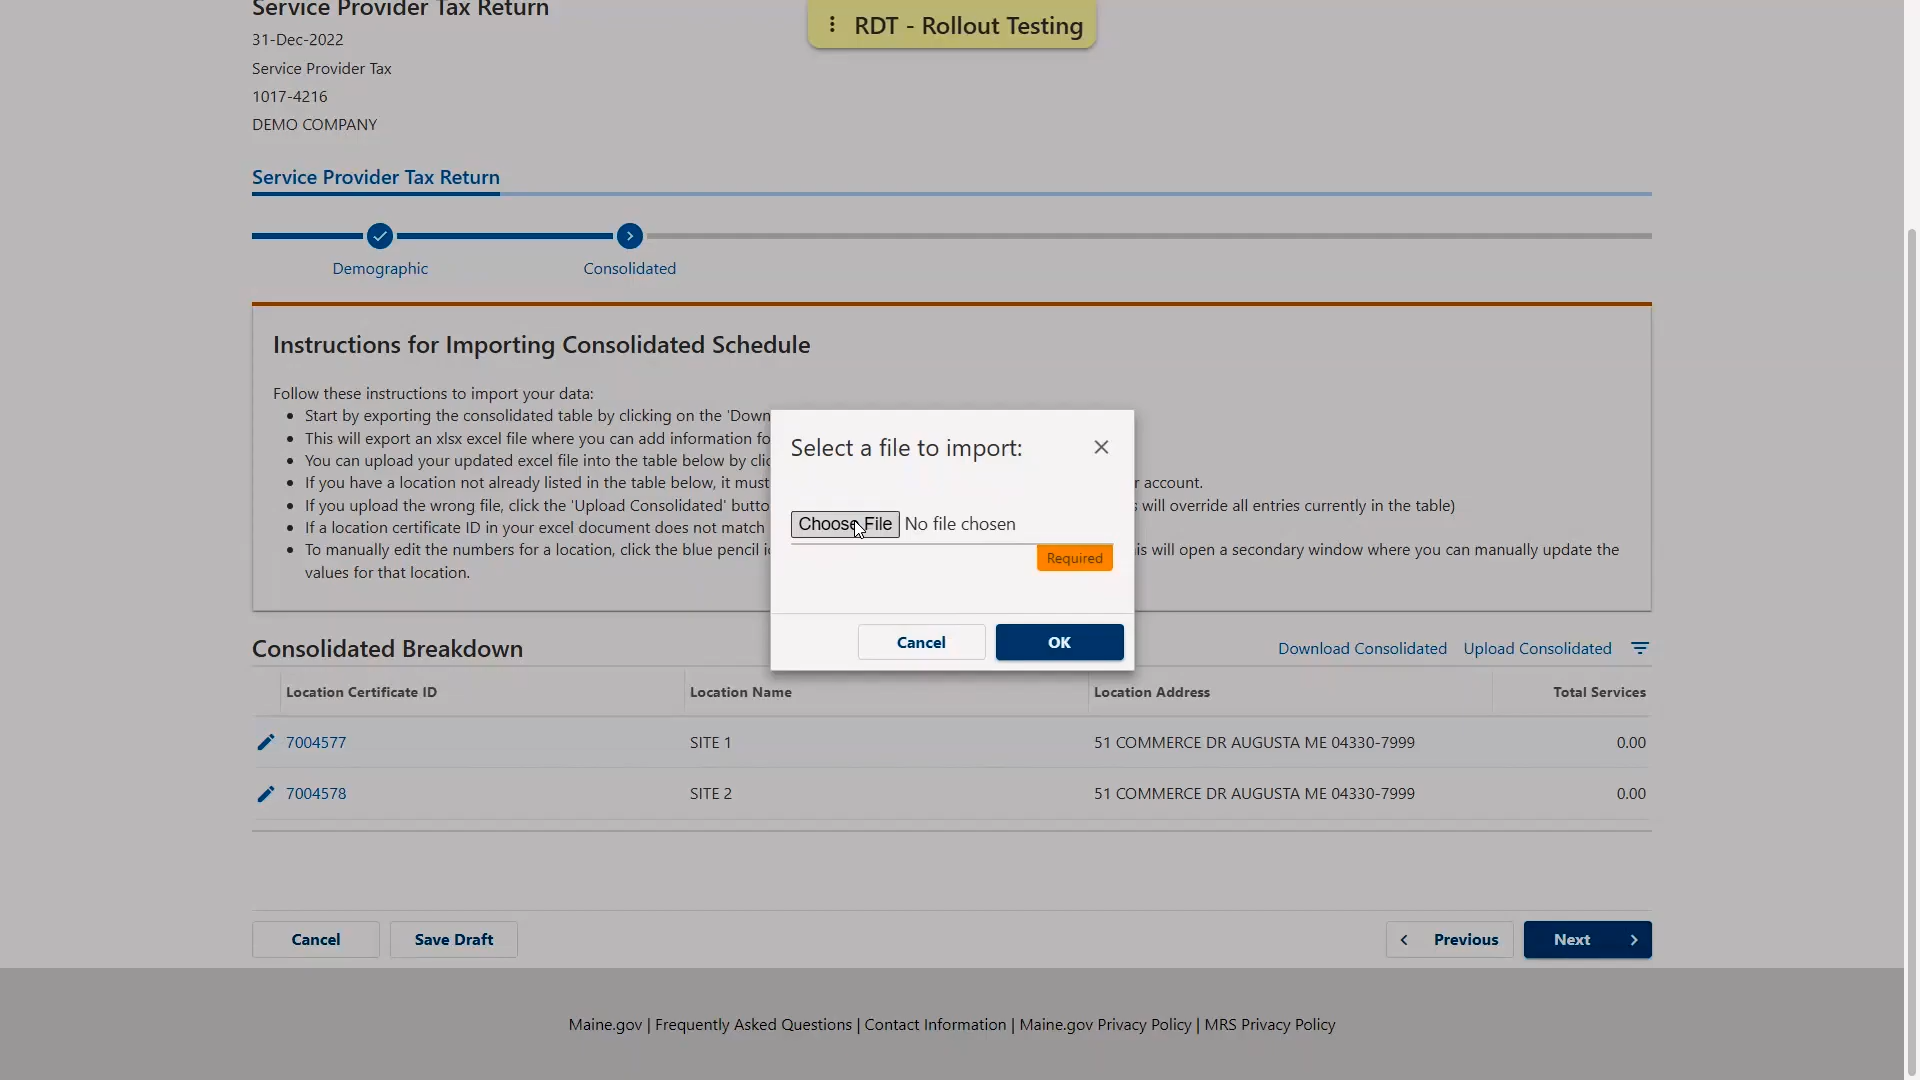 Service Provider Tax Return
RDT - Rollout Testing
31-Dec-2022
Service Provider Tax
1017-4216
DEMO COMPANY
Service Provider Tax Return
Demographic
Consolidated
Instructions for Importing Consolidated Schedule
Follow these instructions to import your data:
Start by exporting the consolidated table by clicking on the 'Down
This will export an xlsx excel file where you can add information fo
You can upload your updated excel file into the table below by clic
If you have a location not already listed in the table below, it must r account.
If you upload the wrong file, click the 'Upload Consolidated' butto s will override all entries currently in the table)
If a location certificate ID in your excel document does not match
To manually edit the numbers for a location, click the blue pencil ic is will open a secondary window where you can manually update the
values for that location.
Select a file to import:
Choose File No file chosen
Required
Cancel OK
Consolidated Breakdown Download Consolidated Upload Consolidated
Location Certificate ID Location Name Location Address Total Services
7004577 SITE 1 51 COMMERCE DR AUGUSTA ME 04330-7999 0.00
7004578 SITE 2 51 COMMERCE DR AUGUSTA ME 04330-7999 0.00
Cancel Save Draft Previous Next
Maine.gov | Frequently Asked Questions | Contact Information | Maine.gov Privacy Policy | MRS Privacy Policy